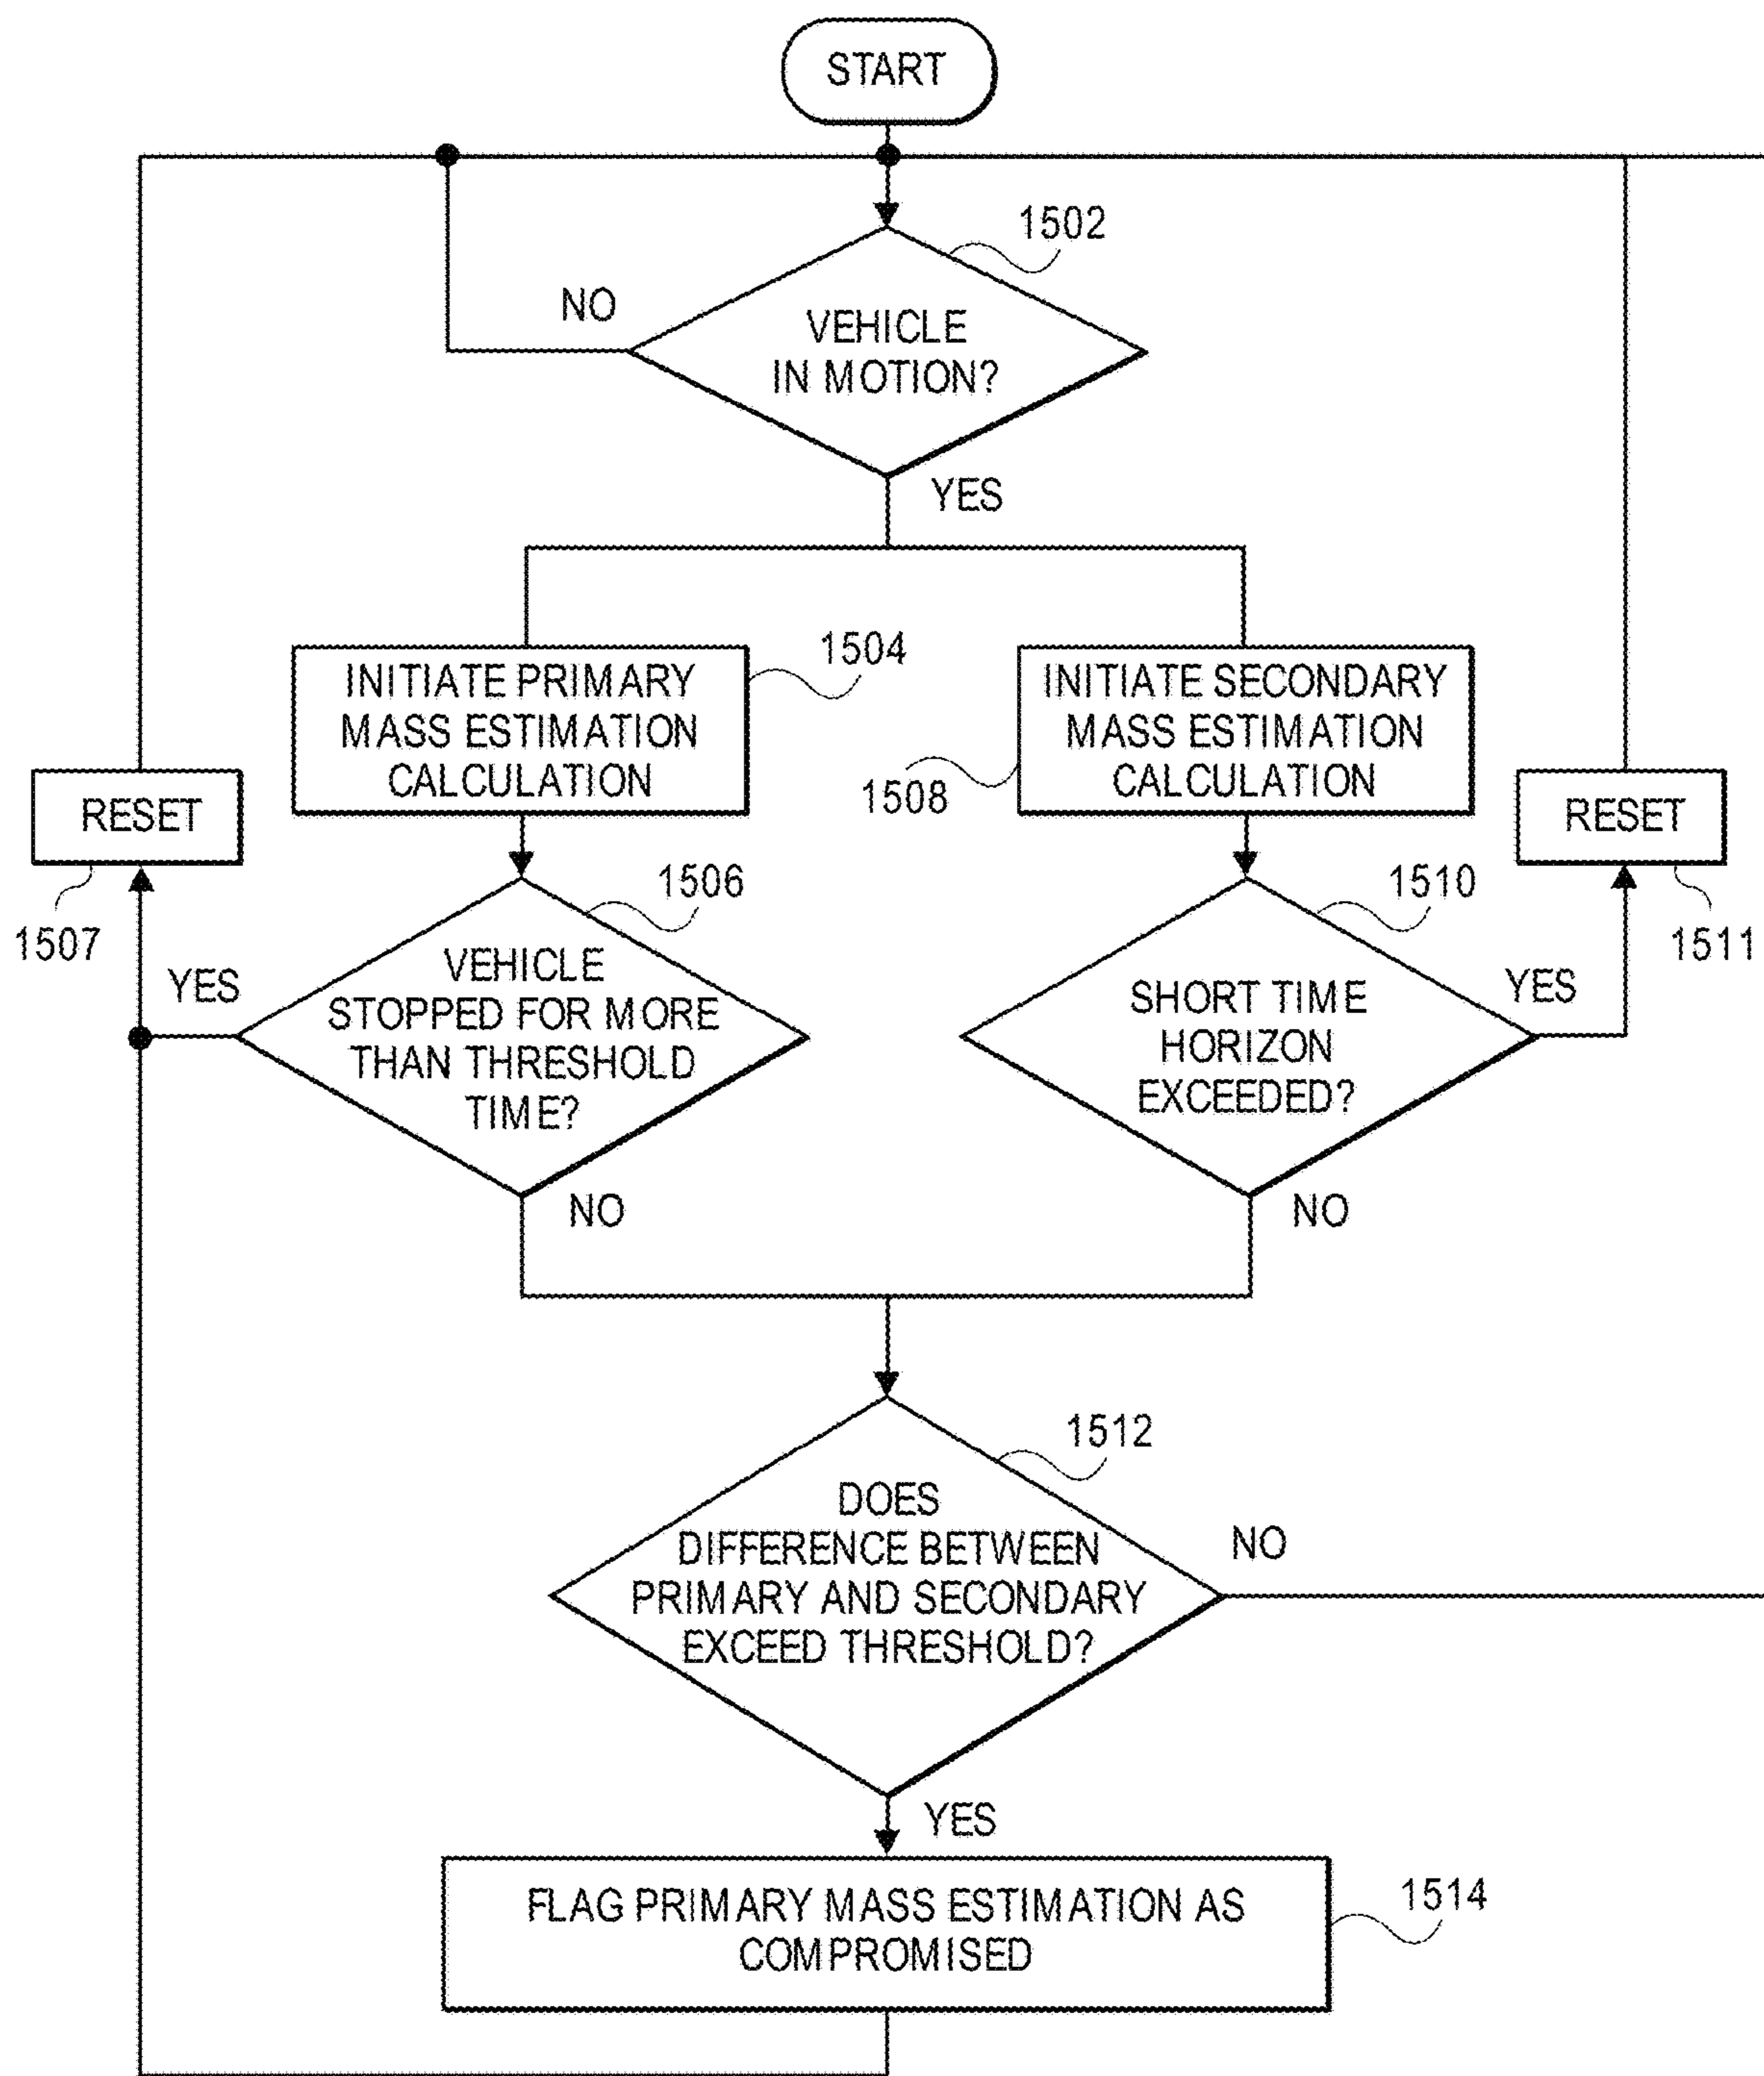 START
1502
NO
VEHICLE
IN MOTION?
YES
1504
INITIATE PRIMARY
MASS ESTIMATION
CALCULATION
INITIATE SECONDARY
MASS ESTIMATION
CALCULATION
1508
RESET
1507
RESET
1511
1506
YES
VEHICLE
STOPPED FOR MORE
THAN THRESHOLD
TIME?
NO
1510
YES
SHORT TIME
HORIZON
EXCEEDED?
NO
1512
DOES
DIFFERENCE BETWEEN
PRIMARY AND SECONDARY
EXCEED THRESHOLD?
NO
YES
FLAG PRIMARY MASS ESTIMATION AS
COMPROMISED
1514